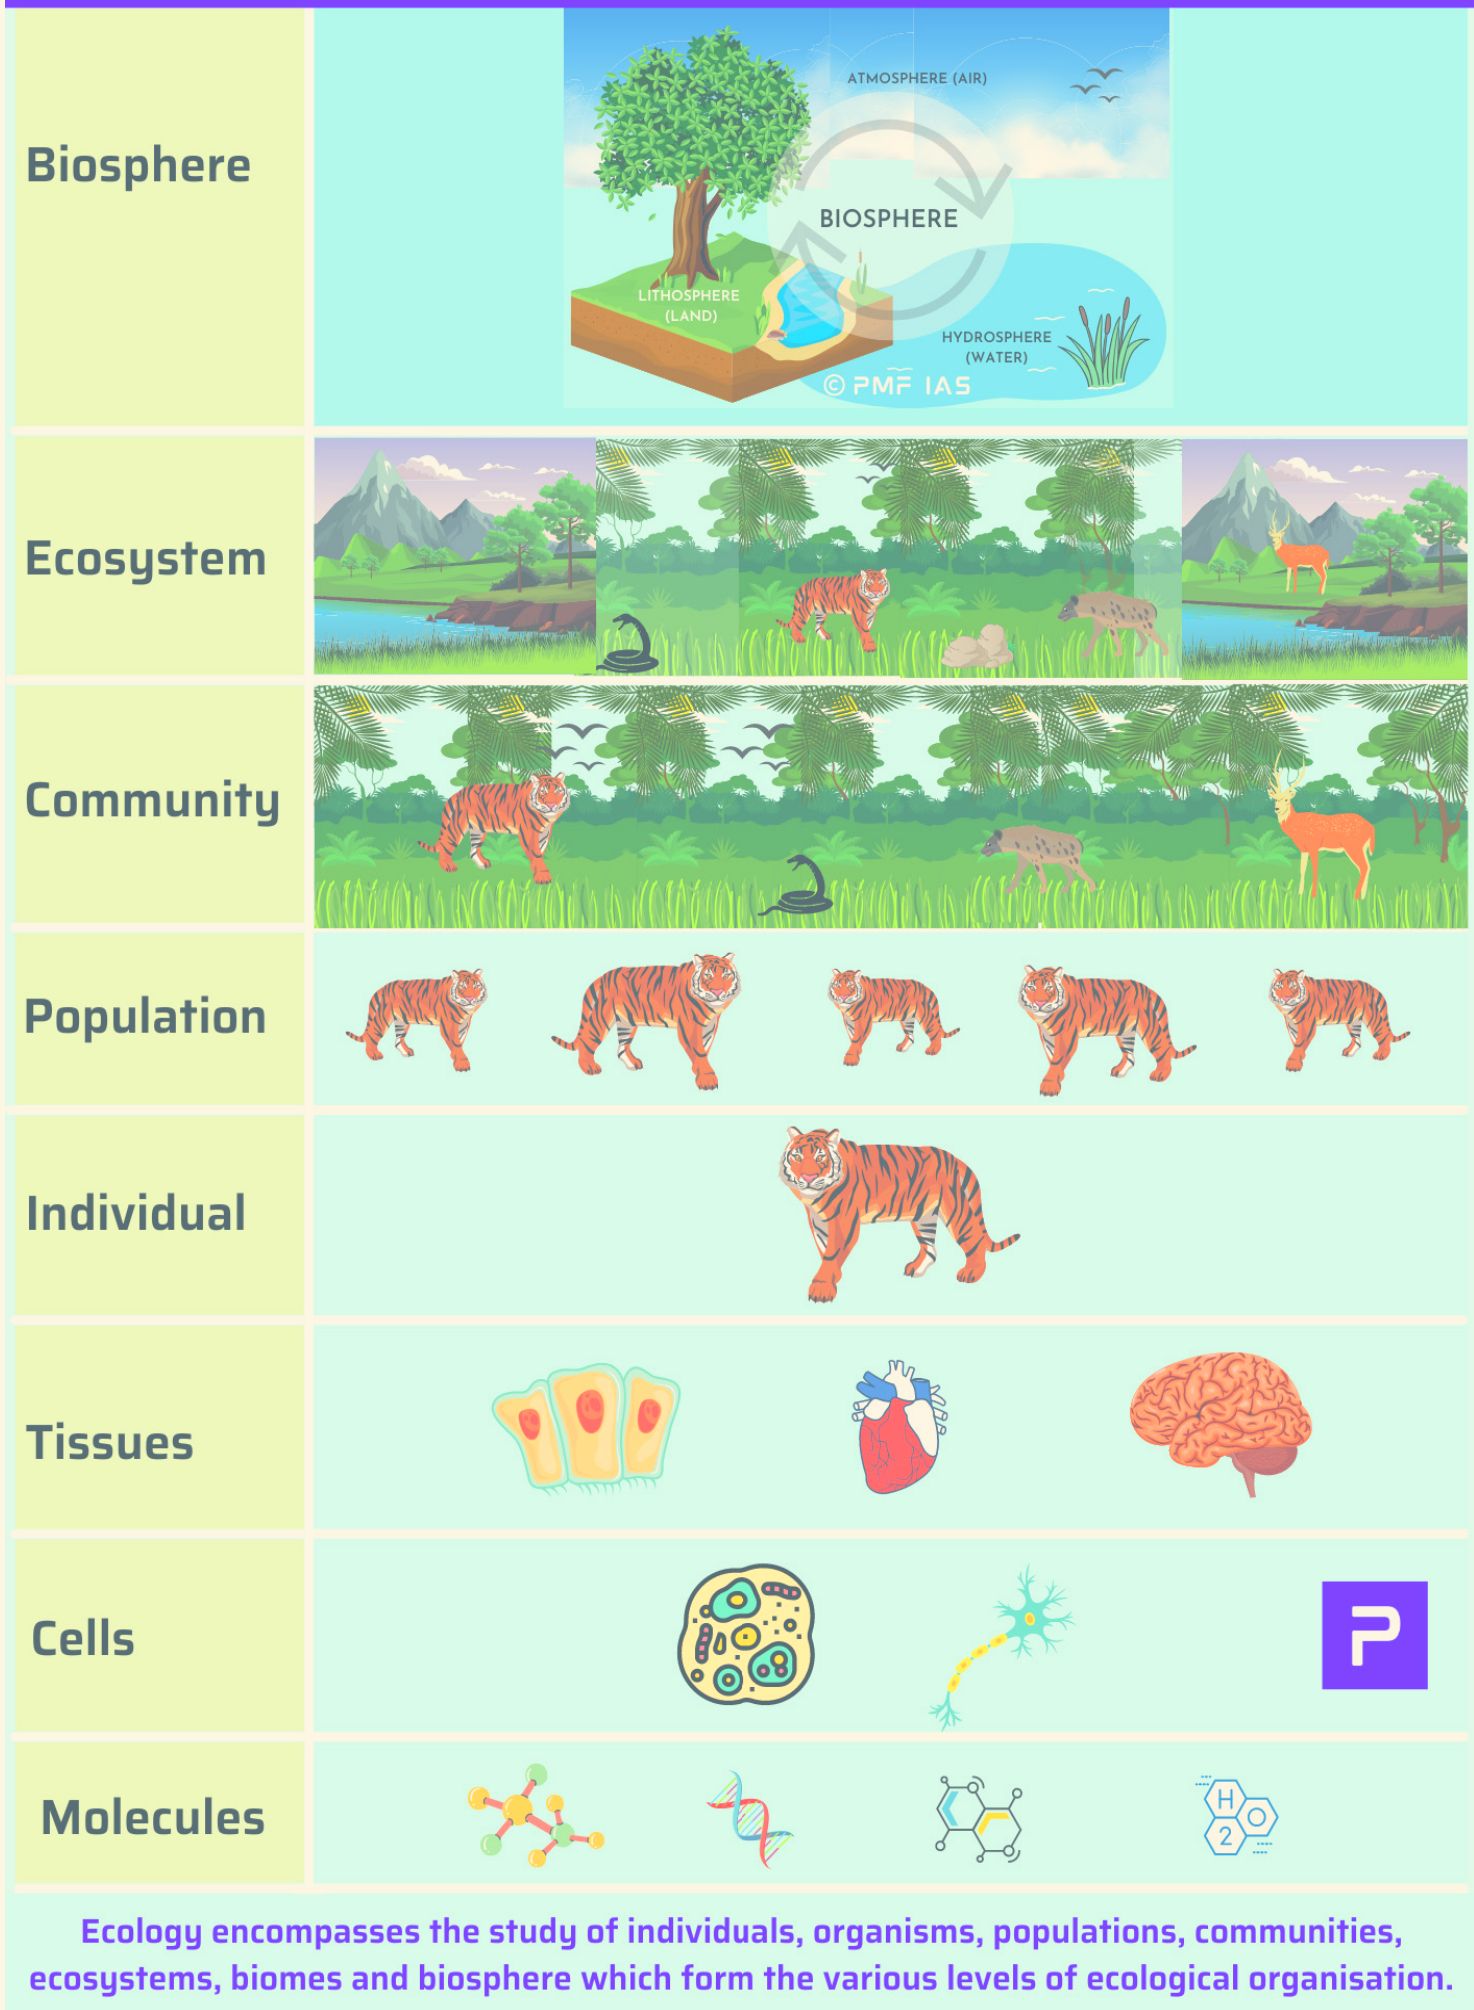 Biosphere
ATMOSPHERE (AIR)
BIOSPHERE
LITHOSPHERE
(LAND)
HYDROSPHERE
(WATER)
© PMF IAS
Ecosystem
Community
Population
Individual
Tissues
Cells
P
Molecules
H
O
2
Ecology encompasses the study of individuals, organisms, populations, communities,
ecosystems, biomes and biosphere which form the various levels of ecological organisation.